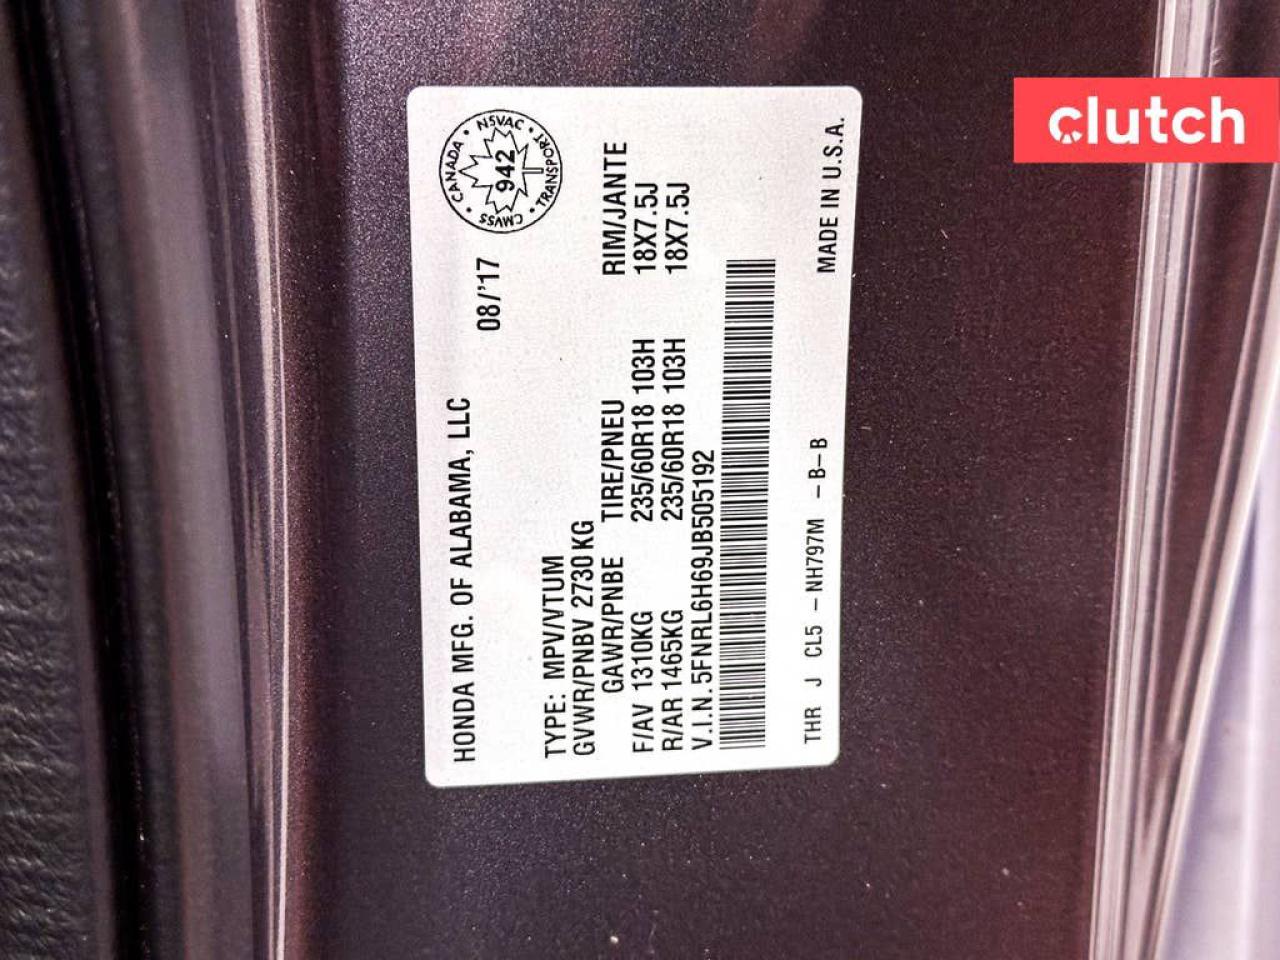 clutch
CANADA • NSVAC • TRANSPORT • CMVSS •
942
HONDA MFG. OF ALABAMA, LLC 08/'17
TYPE: MPV/VTUM
GVWR/PNBV 2730 KG
GAWR/PNBE TIRE/PNEU RIM/JANTE
F/AV 1310KG 235/60R18 103H 18X7.5J
R/AR 1465KG 235/60R18 103H 18X7.5J
V.I.N. 5FNRL6H69JB505192
THR J CL5 - NH797M - B-B MADE IN U.S.A.